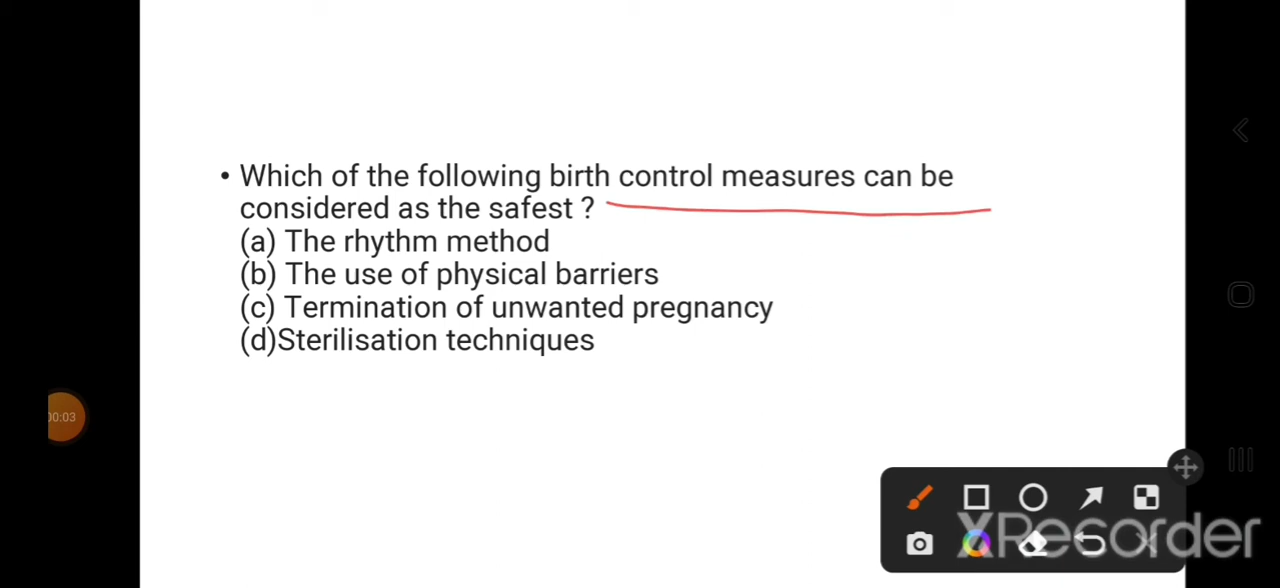 • Which of the following birth control measures can be
considered as the safest ?
(a) The rhythm method
(b) The use of physical barriers
(c) Termination of unwanted pregnancy
(d)Sterilisation techniques
00:03
XRecorder